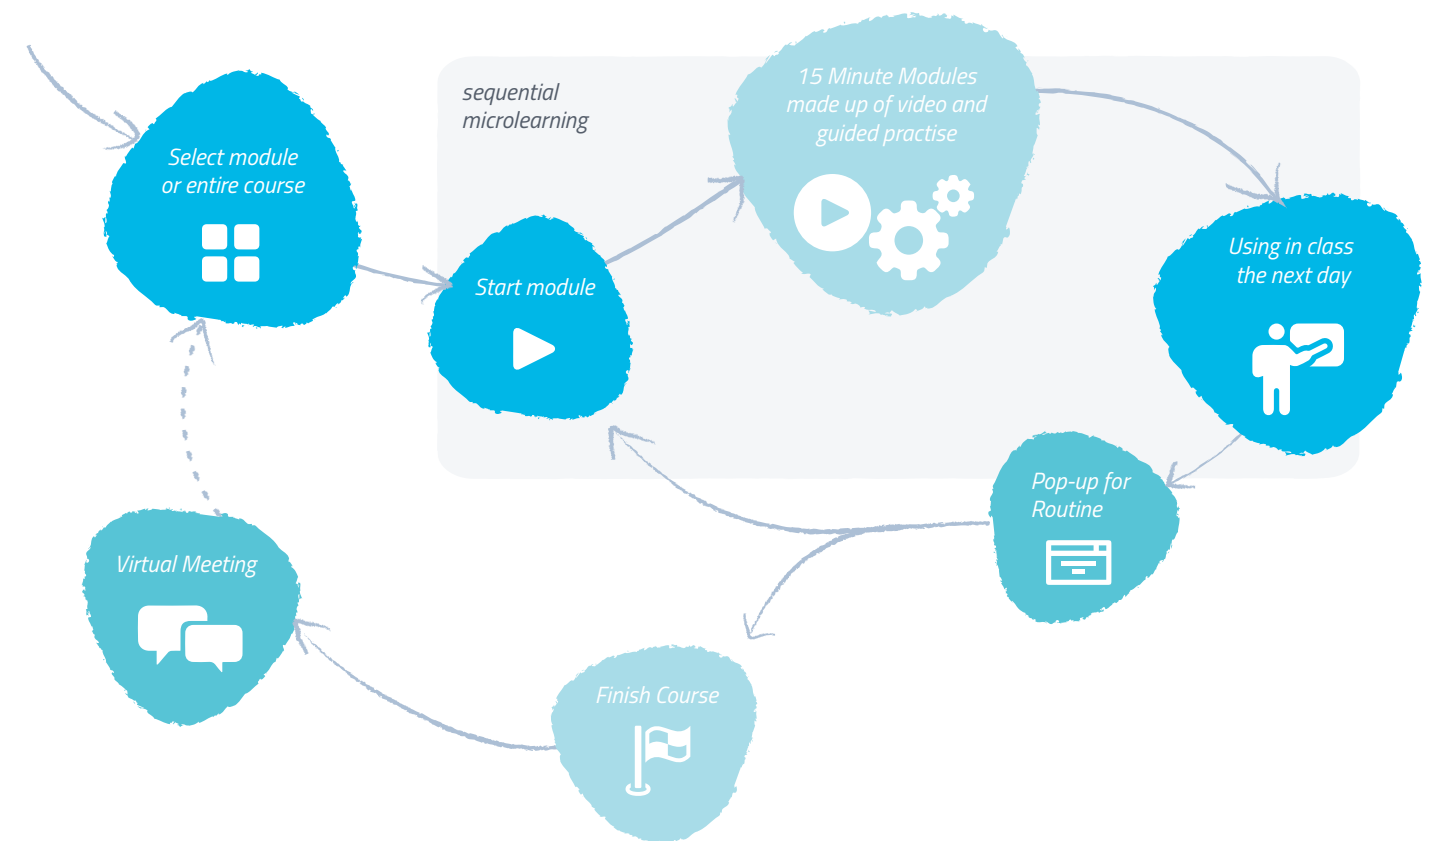 sequential
microlearning
15 Minute Modules
made up of video and
guided practise
Select module
or entire course
Start module
Using in class
the next day
Pop-up for
Routine
Virtual Meeting
Finish Course